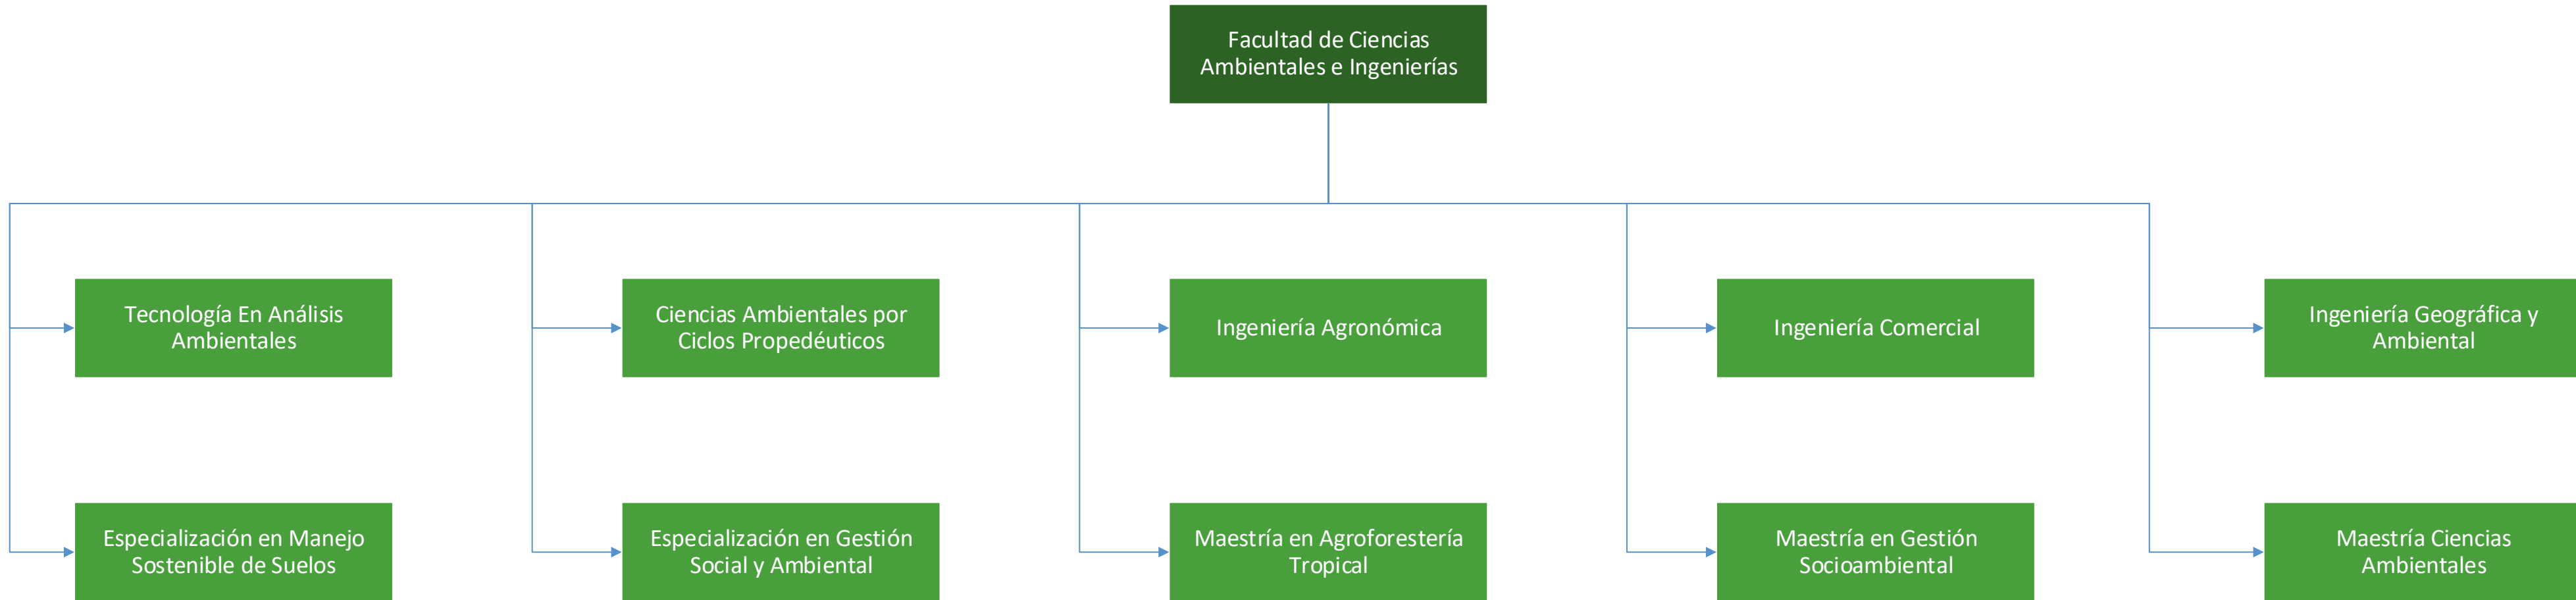 Facultad de Ciencias
Ambientales e Ingenierías
Tecnología En Análisis
Ambientales
Ciencias Ambientales por
Ciclos Propedéuticos
Ingeniería Agronómica
Ingeniería Comercial
Ingeniería Geográfica y
Ambiental
Especialización en Manejo
Sostenible de Suelos
Especialización en Gestión
Social y Ambiental
Maestría en Agroforestería
Tropical
Maestría en Gestión
Socioambiental
Maestría Ciencias
Ambientales